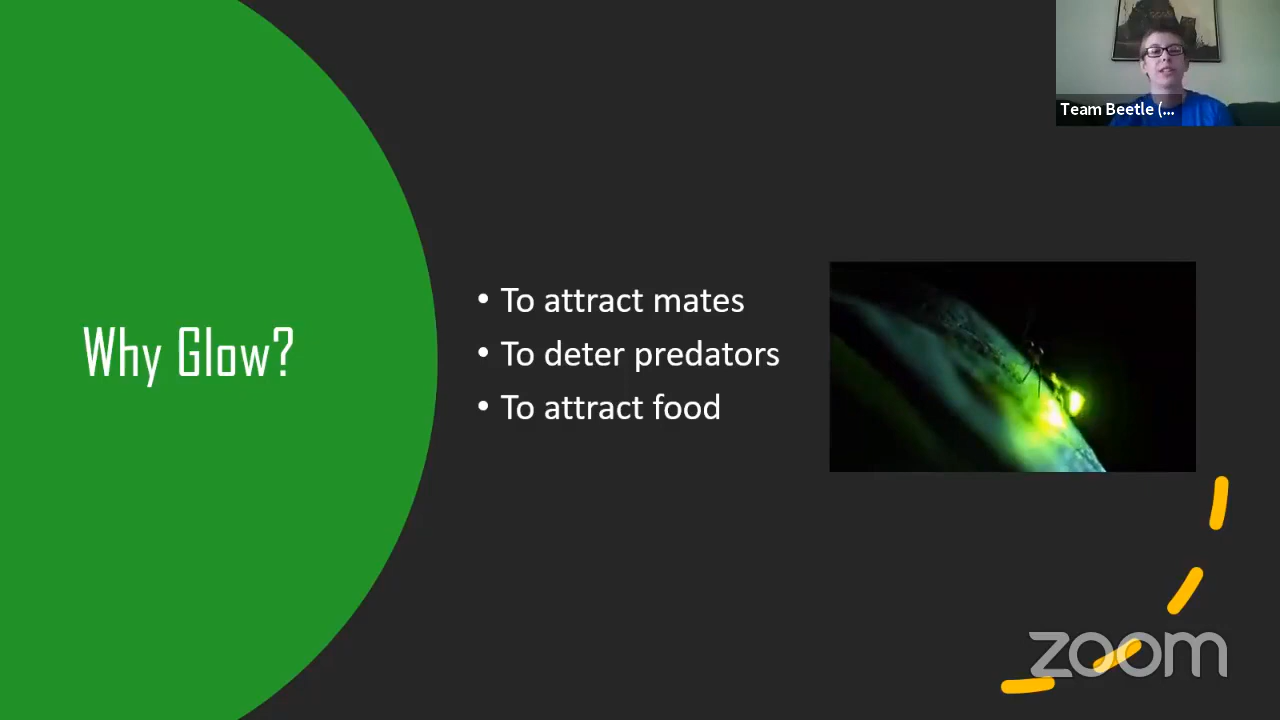 Team Beetle (...
Why Glow?
• To attract mates
• To deter predators
• To attract food
zoom